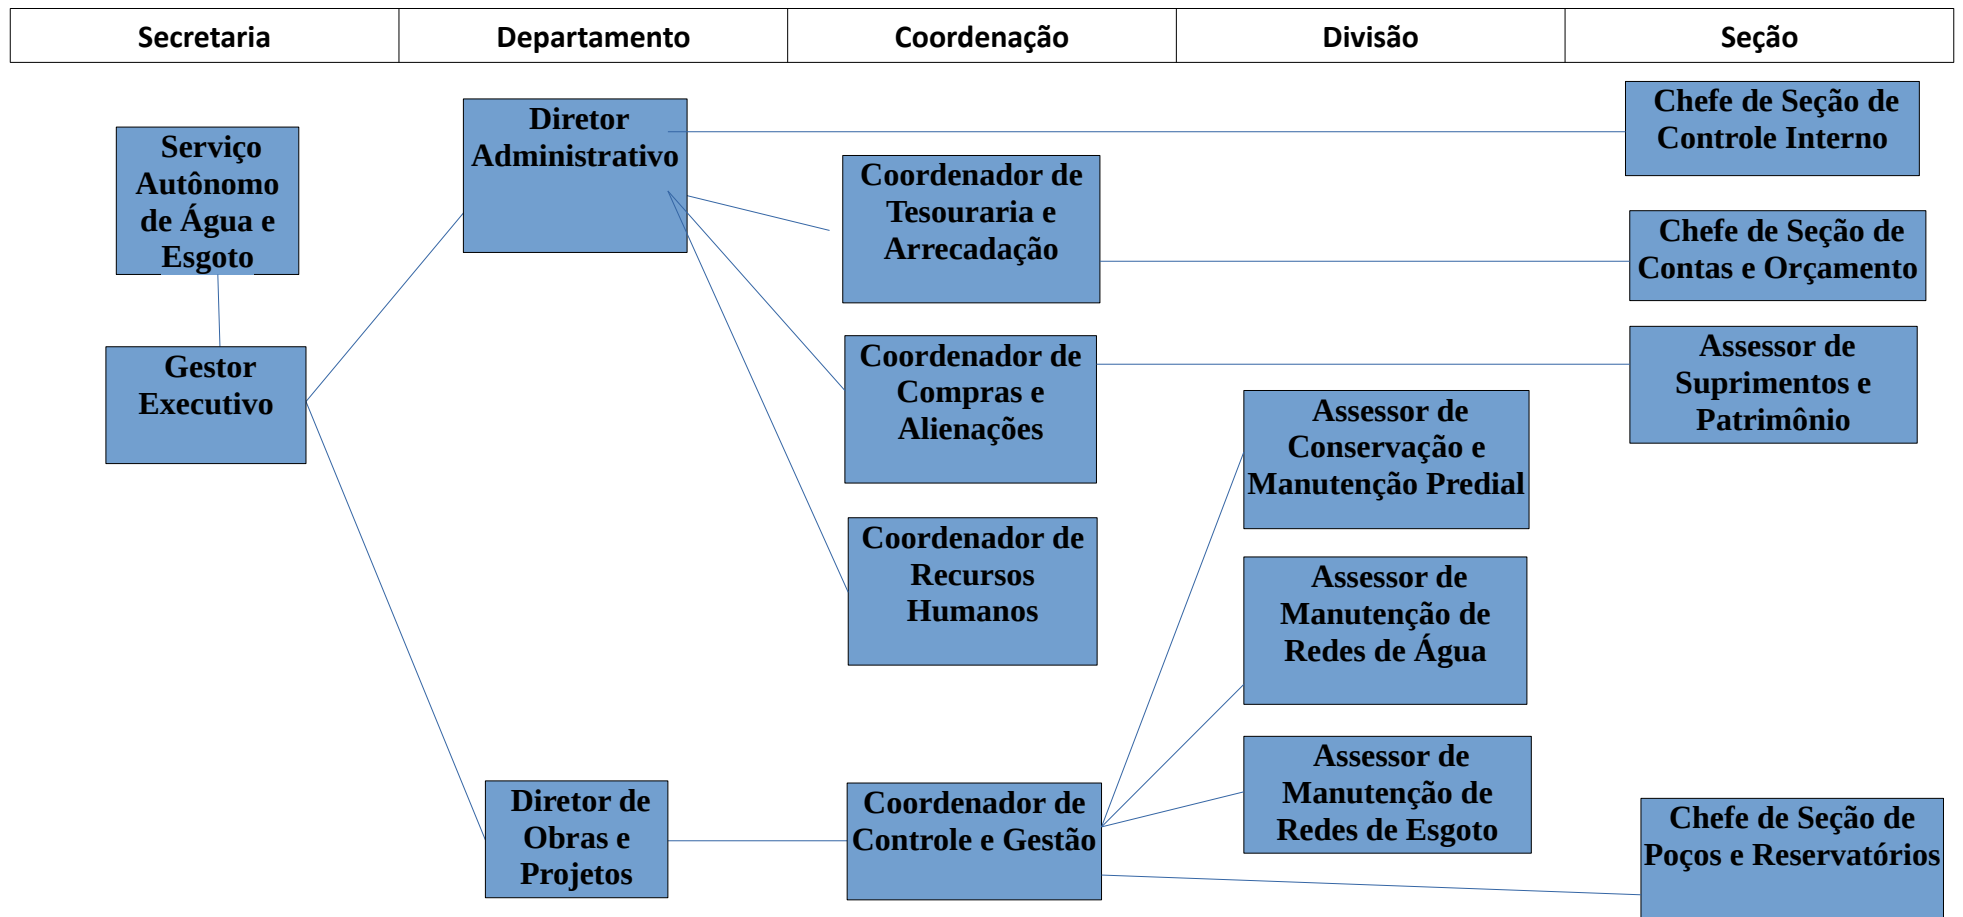 Secretaria
Departamento
Coordenação
Divisão
Seção
Serviço
Autônomo
de Água e
Esgoto
Gestor
Executivo
Diretor
Administrativo
Diretor de
Obras e
Projetos
Coordenador de
Tesouraria e
Arrecadação
Coordenador de
Compras e
Alienações
Coordenador de
Recursos
Humanos
Coordenador de
Controle e Gestão
Assessor de
Conservação e
Manutenção Predial
Assessor de
Manutenção de
Redes de Água
Assessor de
Manutenção de
Redes de Esgoto
Chefe de Seção de
Controle Interno
Chefe de Seção de
Contas e Orçamento
Assessor de
Suprimentos e
Patrimônio
Chefe de Seção de
Poços e Reservatórios